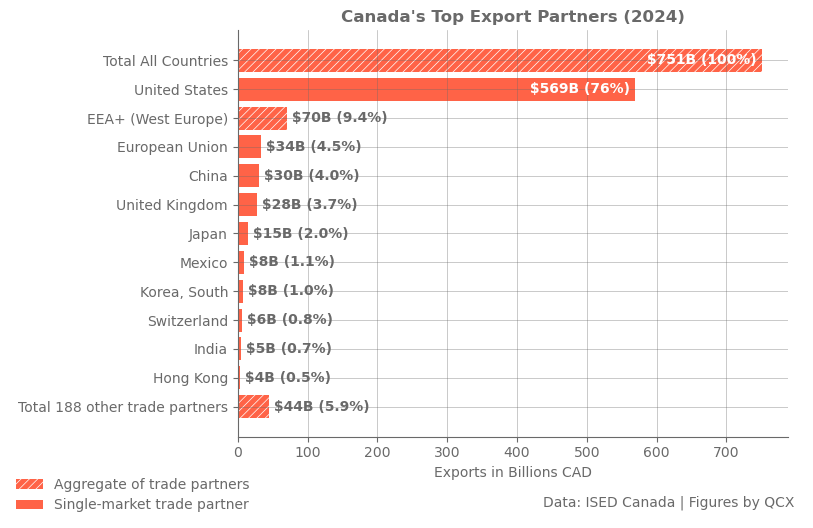 Canada's Top Export Partners (2024)
Total All Countries $751B (100%)
United States $569B (76%)
EEA+ (West Europe) $70B (9.4%)
European Union $34B (4.5%)
China $30B (4.0%)
United Kingdom $28B (3.7%)
Japan $15B (2.0%)
Mexico $8B (1.1%)
Korea, South $8B (1.0%)
Switzerland $6B (0.8%)
India $5B (0.7%)
Hong Kong $4B (0.5%)
Total 188 other trade partners $44B (5.9%)
0 100 200 300 400 500 600 700
Exports in Billions CAD
Aggregate of trade partners
Single-market trade partner
Data: ISED Canada | Figures by QCX